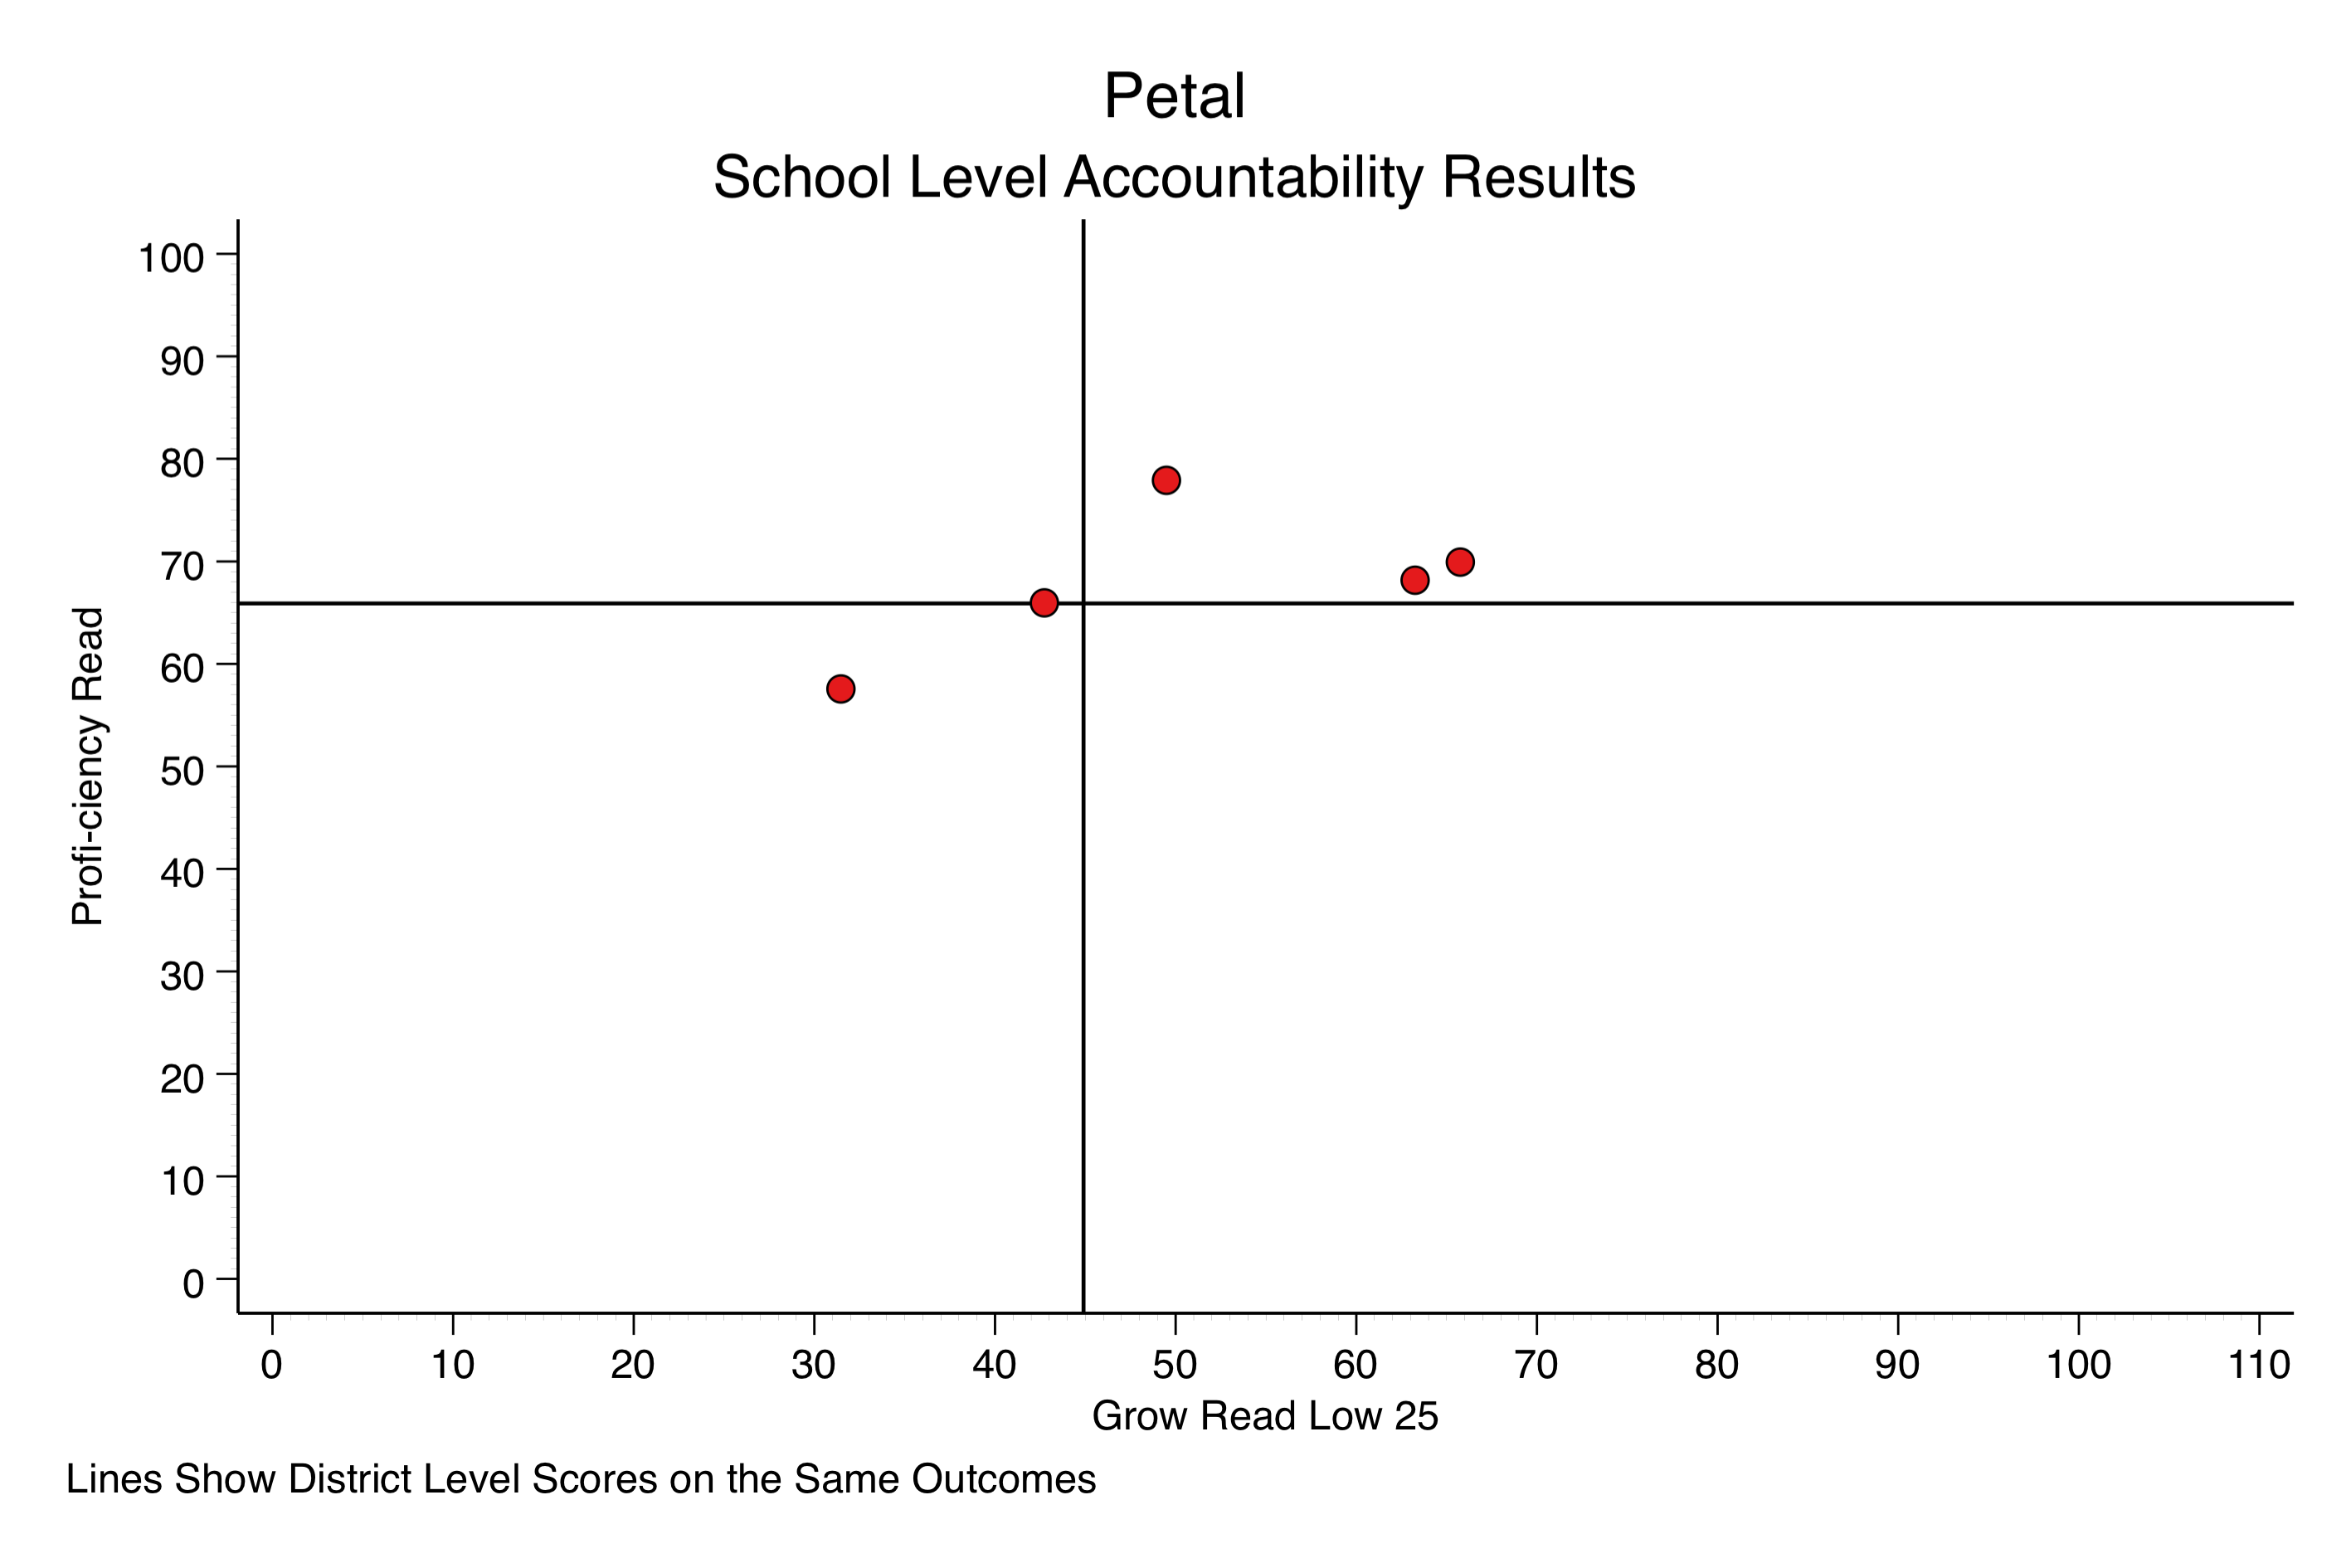 Petal
School Level Accountability Results
100
90
80
70
60
50
40
30
20
10
0
Profi-ciency Read
0 10 20 30 40 50 60 70 80 90 100 110
Grow Read Low 25
Lines Show District Level Scores on the Same Outcomes